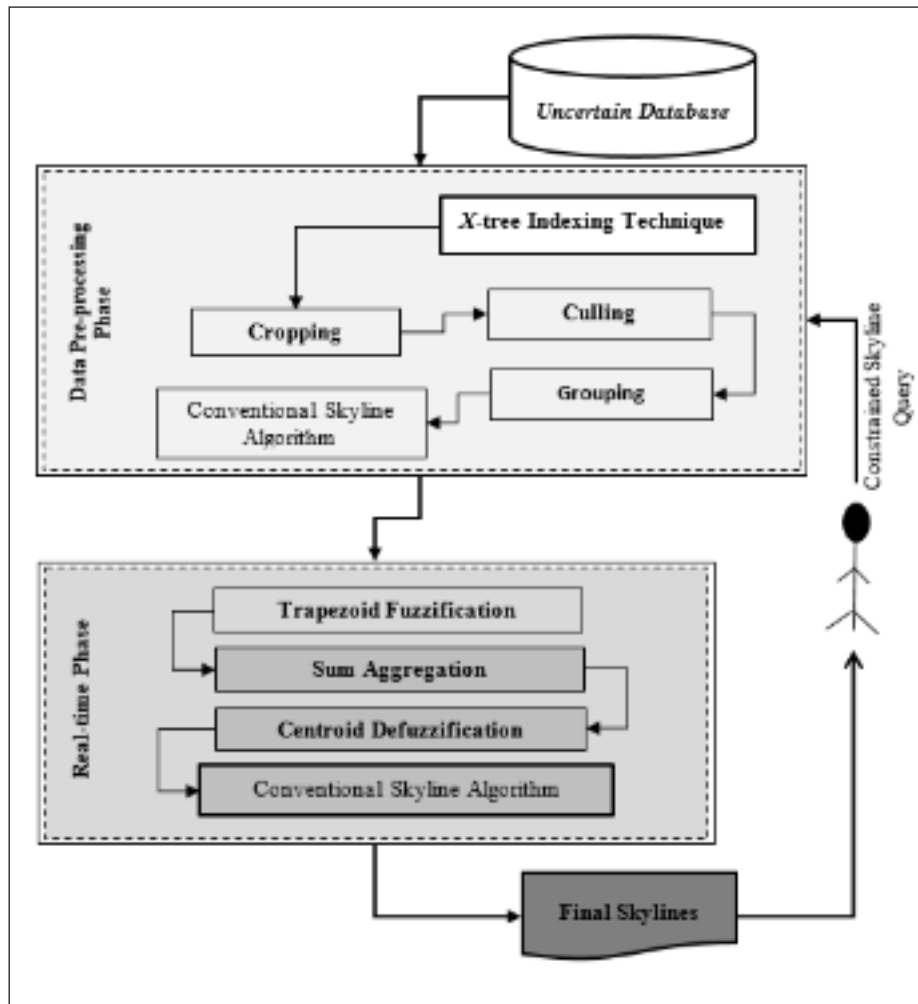 Uncertain Database
Data Pre-processing
Phase
X-tree Indexing Technique
Cropping
Culling
Grouping
Conventional Skyline
Algorithm
Constrained Skyline
Query
Real-time Phase
Trapezoid Fuzzification
Sum Aggregation
Centroid Defuzzification
Conventional Skyline Algorithm
Final Skylines